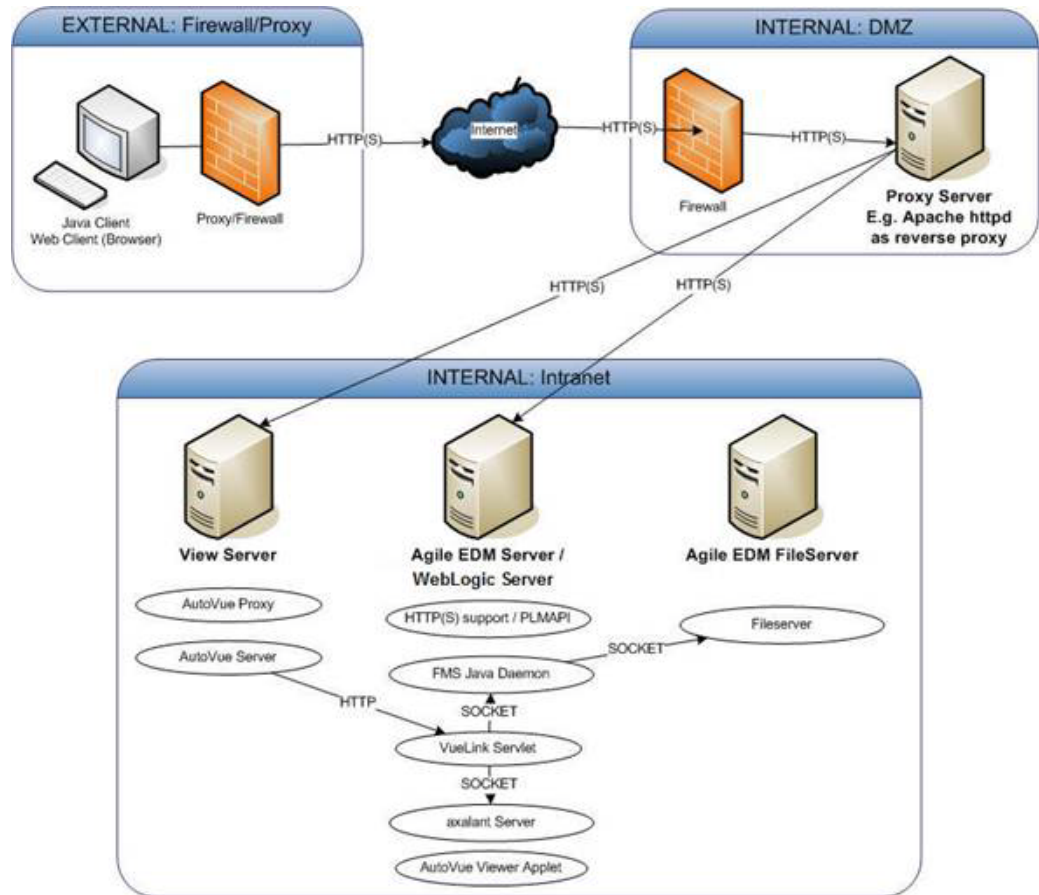 EXTERNAL: Firewall/Proxy
INTERNAL: DMZ
HTTP(S)
Internet
HTTP(S)
HTTP(S)
Java Client
Web Client (Browser)
Proxy/Firewall
Firewall
Proxy Server
E.g. Apache httpd
as reverse proxy
HTTP(S)
HTTP(S)
INTERNAL: Intranet
View Server
Agile EDM Server /
WebLogic Server
Agile EDM FileServer
AutoVue Proxy
HTTP(S) support / PLMAPI
Fileserver
AutoVue Server
FMS Java Daemon
SOCKET
HTTP
SOCKET
VueLink Servlet
SOCKET
axalant Server
AutoVue Viewer Applet